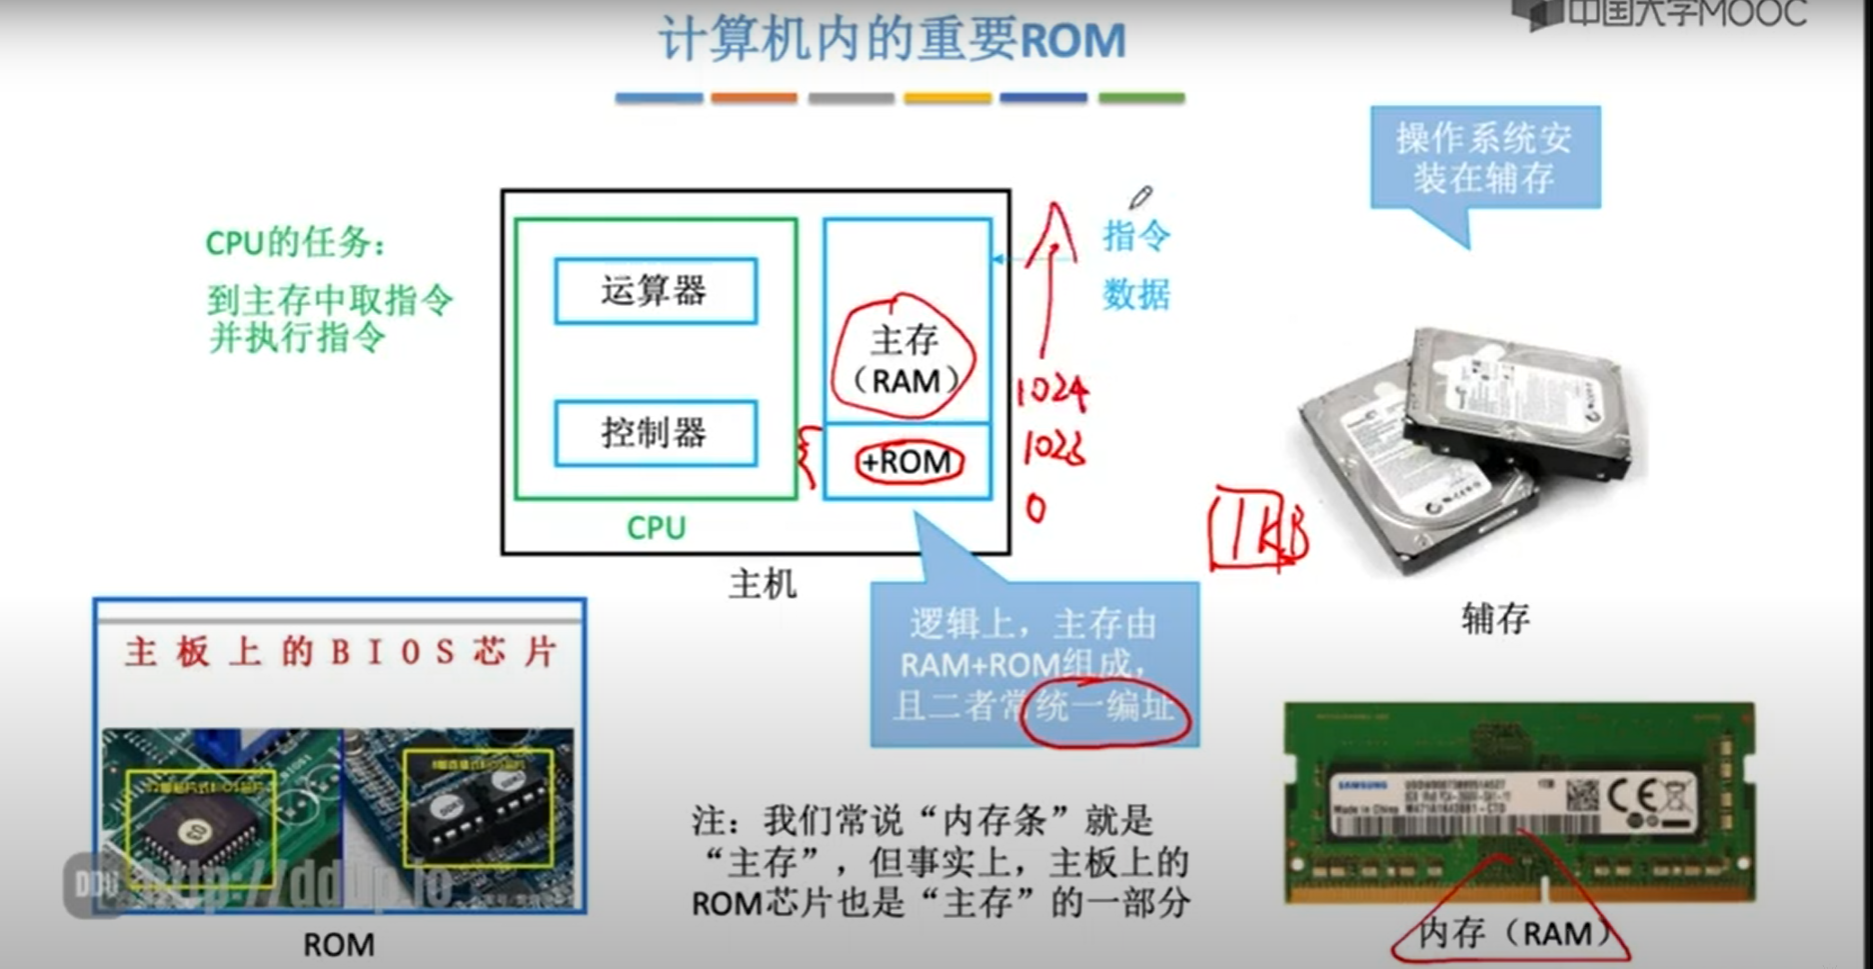 中国大学MOOC
计算机内的重要ROM
操作系统安
装在辅存
CPU的任务：
到主存中取指令
并执行指令
运算器
控制器
CPU
主存
（RAM）
+ROM
指令
数据
1024
1023
0
1KB
主机
辅存
主板上的BIOS芯片
ROM
逻辑上，主存由
RAM+ROM组成，
且二者常统一编址
注：我们常说“内存条”就是
“主存”，但事实上，主板上的
ROM芯片也是“主存”的一部分
SAMSUNG
Made in China
CE
内存（RAM）